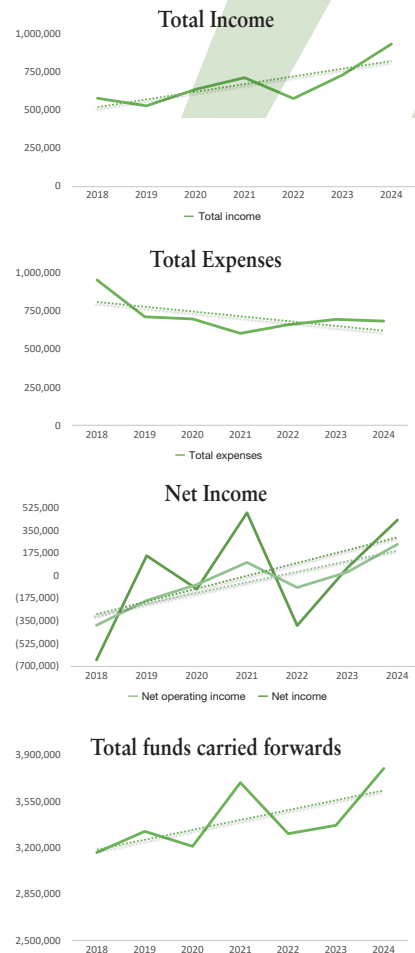 Total Income
1,000,000
750,000
500,000
250,000
0
2018 2019 2020 2021 2022 2023 2024
Total income
Total Expenses
1,000,000
750,000
500,000
250,000
0
2018 2019 2020 2021 2022 2023 2024
Total expenses
Net Income
525,000
350,000
175,000
0
(175,000)
(350,000)
(525,000)
(700,000)
2018 2019 2020 2021 2022 2023 2024
Net operating income Net income
Total funds carried forwards
3,900,000
3,550,000
3,200,000
2,850,000
2,500,000
2018 2019 2020 2021 2022 2023 2024